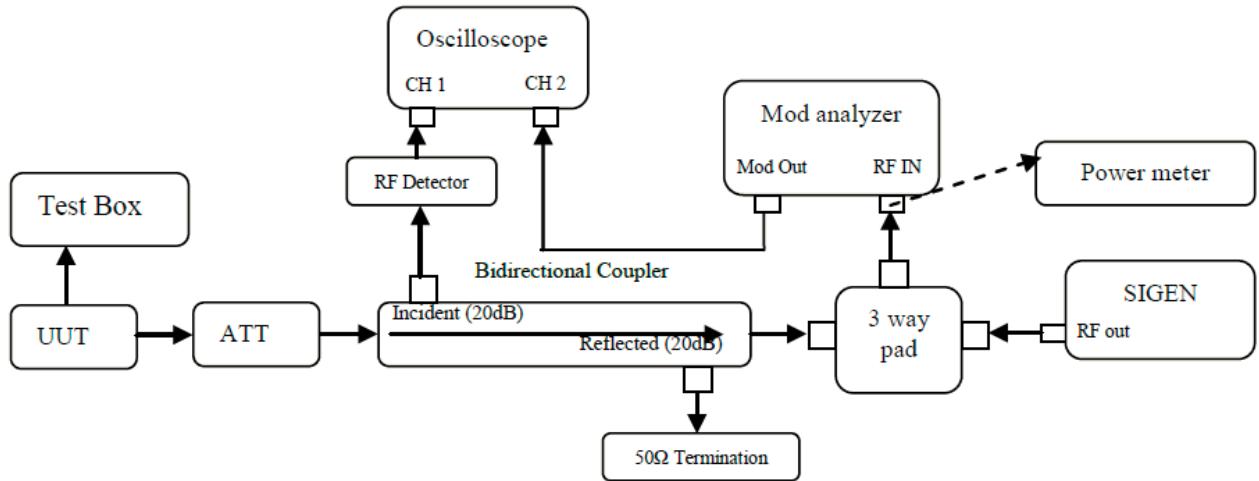 Oscilloscope
CH 1
CH 2
Mod analyzer
Mod Out
RF IN
Power meter
RF Detector
Test Box
Bidirectional Coupler
UUT
ATT
Incident (20dB)
Reflected (20dB)
3 way
pad
SIGEN
RF out
50Ω Termination